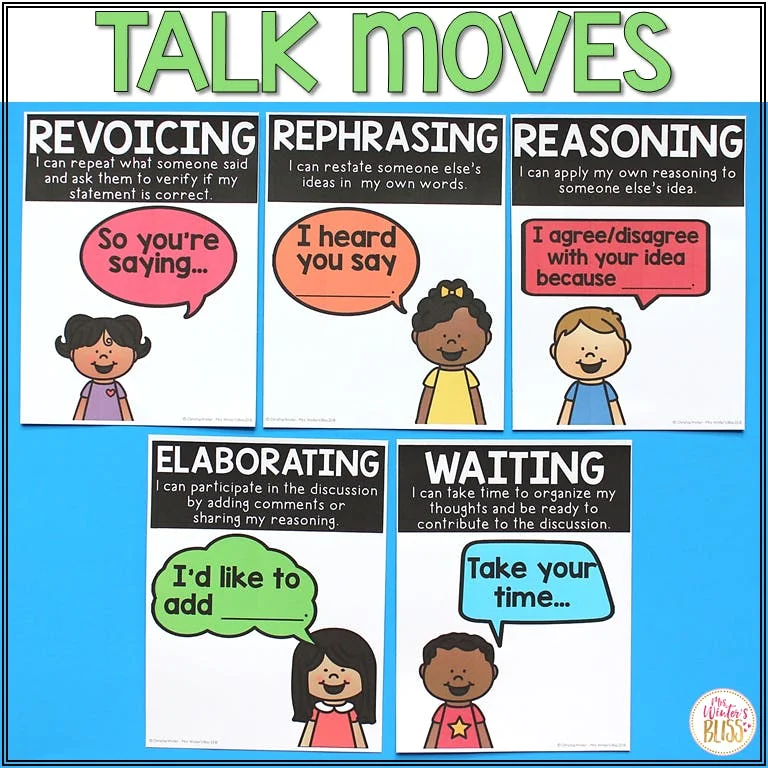 TALK MOVES
REVOICING
I can repeat what someone said
and ask them to verify if my
statement is correct.
So you're
saying...
REPHRASING
I can restate someone else's
ideas in my own words.
I heard
you say
________.
REASONING
I can apply my own reasoning to
someone else's idea.
I agree/disagree
with your idea
because ______.
ELABORATING
I can participate in the discussion
by adding comments or
sharing my reasoning.
I'd like to
add ______.
WAITING
I can take time to organize my
thoughts and be ready to
contribute to the discussion.
Take your
time...
Mrs.
Winter's
BLISS